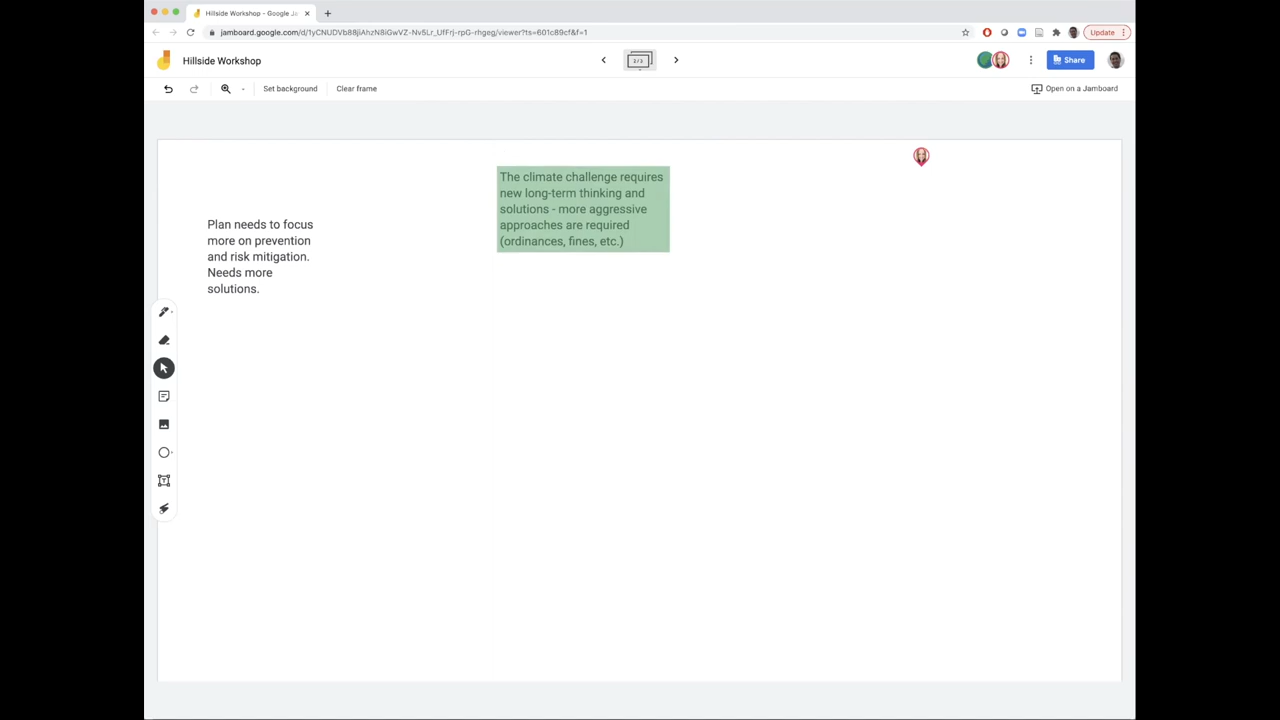 Hillside Workshop - Google Ja
jamboard.google.com/d/1yCNUDVb88jiAhzN8iGwVZ-Nv5Lr_UfFrj-rpG-rhgeg/viewer?ts=601c89cf&f=1
Update
Hillside Workshop
2/3
Share
Set background
Clear frame
Open on a Jamboard
The climate challenge requires
new long-term thinking and
solutions - more aggressive
approaches are required
(ordinances, fines, etc.)
Plan needs to focus
more on prevention
and risk mitigation.
Needs more
solutions.